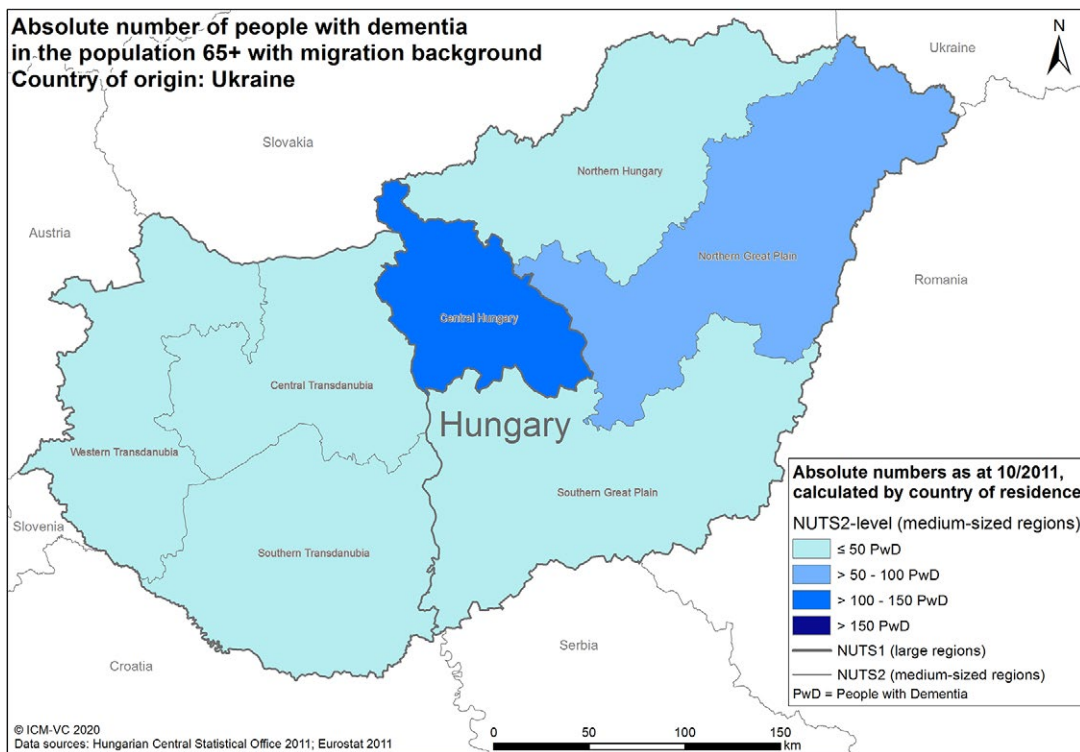 Absolute number of people with dementia
in the population 65+ with migration background
Country of origin: Ukraine
N
Ukraine
Slovakia
Northern Hungary
Austria
Northern Great Plain
Romania
Central Hungary
Central Transdanubia
Hungary
Western Transdanubia
Southern Great Plain
Slovenia
Southern Transdanubia
Serbia
Croatia
Absolute numbers as at 10/2011,
calculated by country of residence
NUTS2-level (medium-sized regions)
≤ 50 PwD
> 50 - 100 PwD
> 100 - 150 PwD
> 150 PwD
NUTS1 (large regions)
NUTS2 (medium-sized regions)
PwD = People with Dementia
© ICM-VC 2020
Data sources: Hungarian Central Statistical Office 2011; Eurostat 2011
0 50 100 150
km